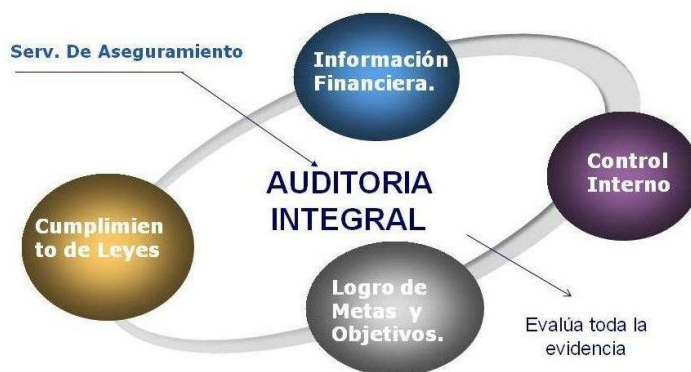 Serv. De Aseguramiento
Información
Financiera.
Control
Interno
AUDITORIA
INTEGRAL
Cumplimien
to de Leyes
Logro de
Metas y
Objetivos.
Evalúa toda la
evidencia